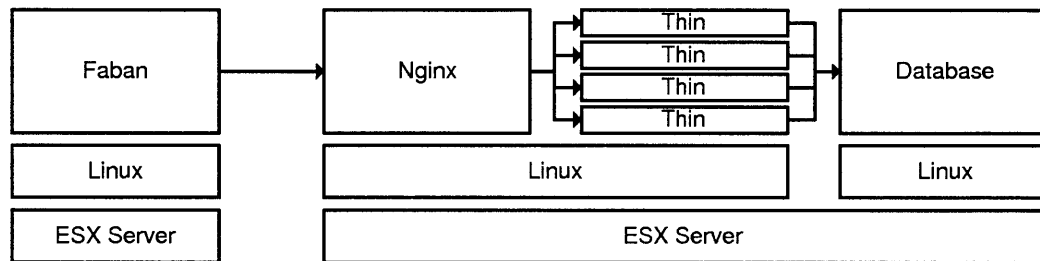 Faban
Nginx
Thin
Thin
Thin
Thin
Database
Linux
Linux
Linux
ESX Server
ESX Server